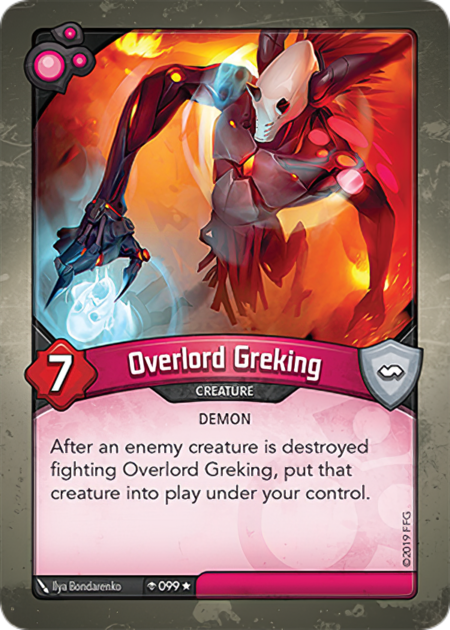 7
Overlord Greking
CREATURE
DEMON
After an enemy creature is destroyed
fighting Overlord Greking, put that
creature into play under your control.
©2019 FFG
Ilya Bondarenko
099